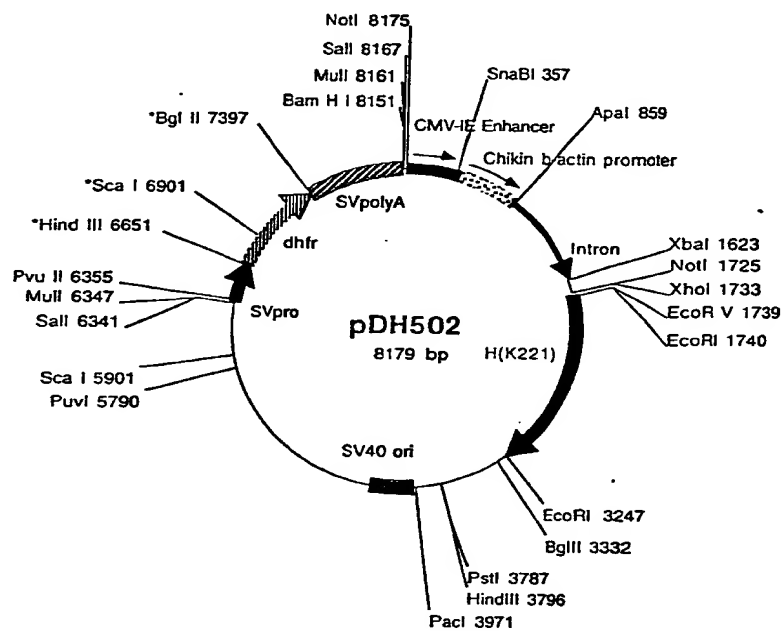 NotI 8175
SalI 8167
MulI 8161
Bam H I 8151
*Bgl II 7397
*Sca I 6901
*Hind III 6651
Pvu II 6355
MulI 6347
SalI 6341
Sca I 5901
PuvI 5790
SnaBI 357
CMV-IE Enhancer
ApaI 859
Chikin b-actin promoter
SVpolyA
dhfr
SVpro
Intron
XbaI 1623
NotI 1725
XhoI 1733
EcoR V 1739
EcoRI 1740
pDH502
8179 bp
H(K221)
SV40 ori
EcoRI 3247
BglII 3332
PstI 3787
HindIII 3796
PacI 3971